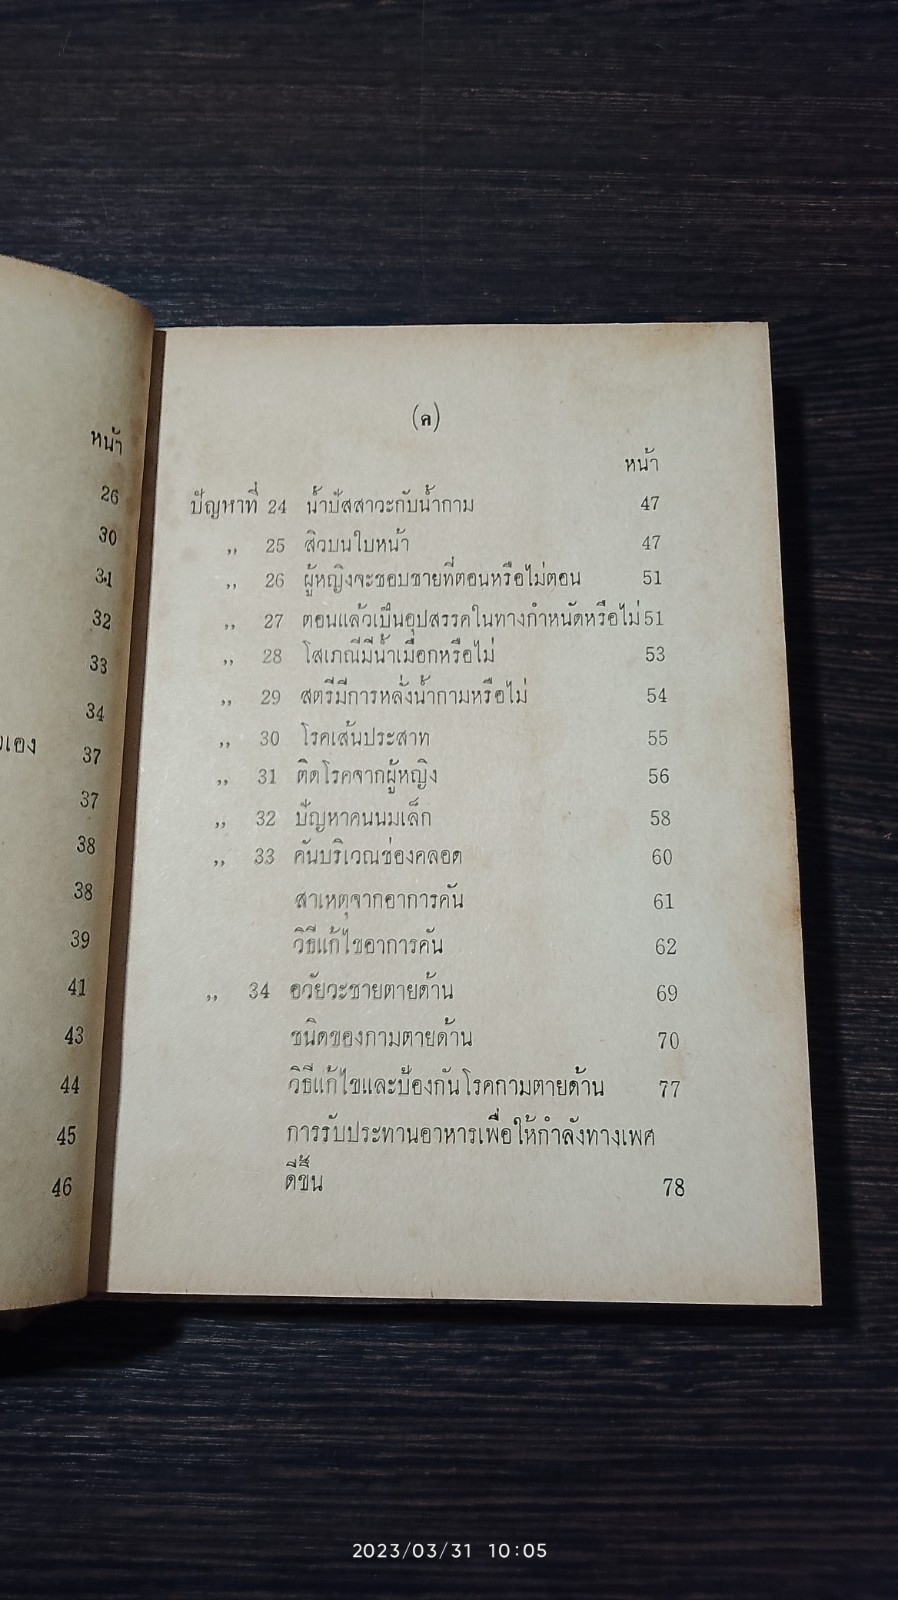 หน้า
26
30
31
32
33
34
เอง
37
37
38
38
39
41
43
44
45
46
(ค)
หน้า
ปัญหาที่ 24 น้ำปัสสาวะกับน้ำกาม 47
,, 25 สิวบนใบหน้า 47
,, 26 ผู้หญิงจะชอบชายที่ตอนหรือไม่ตอน 51
,, 27 ตอนแล้วเป็นอุปสรรคในทางกำหนัดหรือไม่ 51
,, 28 โสเภณีมีน้ำเมือกหรือไม่ 53
,, 29 สตรีมีการหลั่งน้ำกามหรือไม่ 54
,, 30 โรคเส้นประสาท 55
,, 31 ติดโรคจากผู้หญิง 56
,, 32 ปัญหาคนนมเล็ก 58
,, 33 คันบริเวณช่องคลอด 60
สาเหตุจากอาการคัน 61
วิธีแก้ไขอาการคัน 62
,, 34 อวัยวะชายตายด้าน 69
ชนิดของกามตายด้าน 70
วิธีแก้ไขและป้องกันโรคกามตายด้าน 77
การรับประทานอาหารเพื่อให้กำลังทางเพศ
ดีขึ้น 78
2023/03/31 10:05